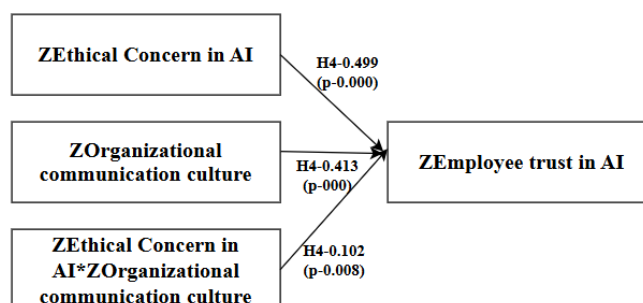 ZEthical Concern in AI
H4-0.499
(p-0.000)
ZOrganizational
communication culture
H4-0.413
(p-000)
ZEmployee trust in AI
ZEthical Concern in
AI*ZOrganizational
communication culture
H4-0.102
(p-0.008)